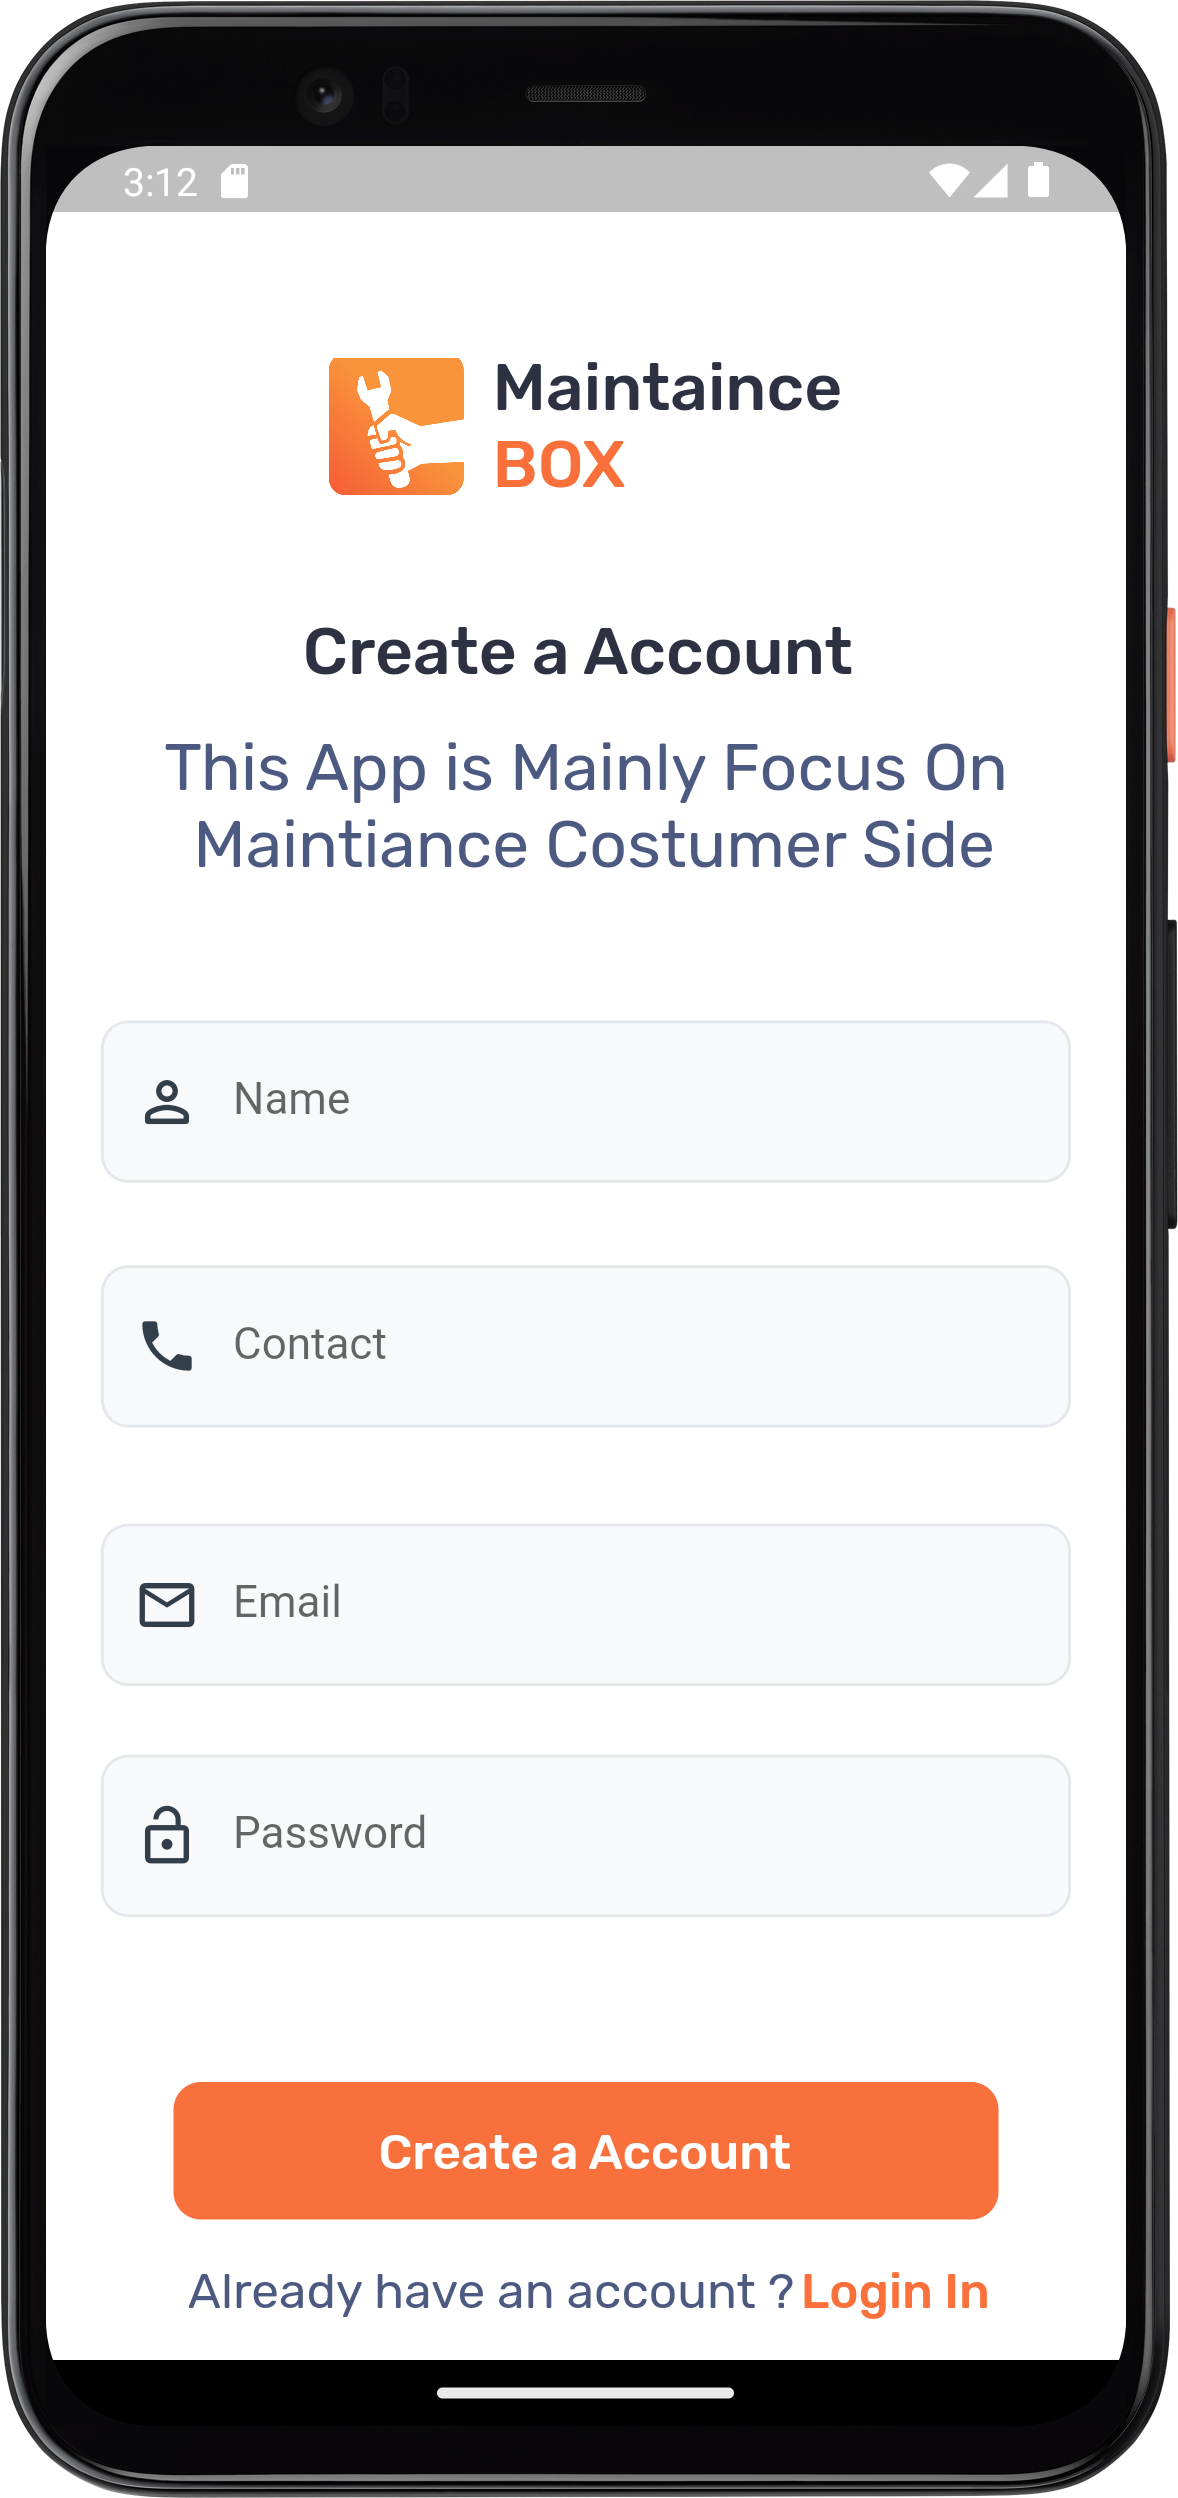 3:12
Maintaince
BOX
Create a Account
This App is Mainly Focus On
Maintiance Costumer Side
Name
Contact
Email
Password
Create a Account
Already have an account ? Login In